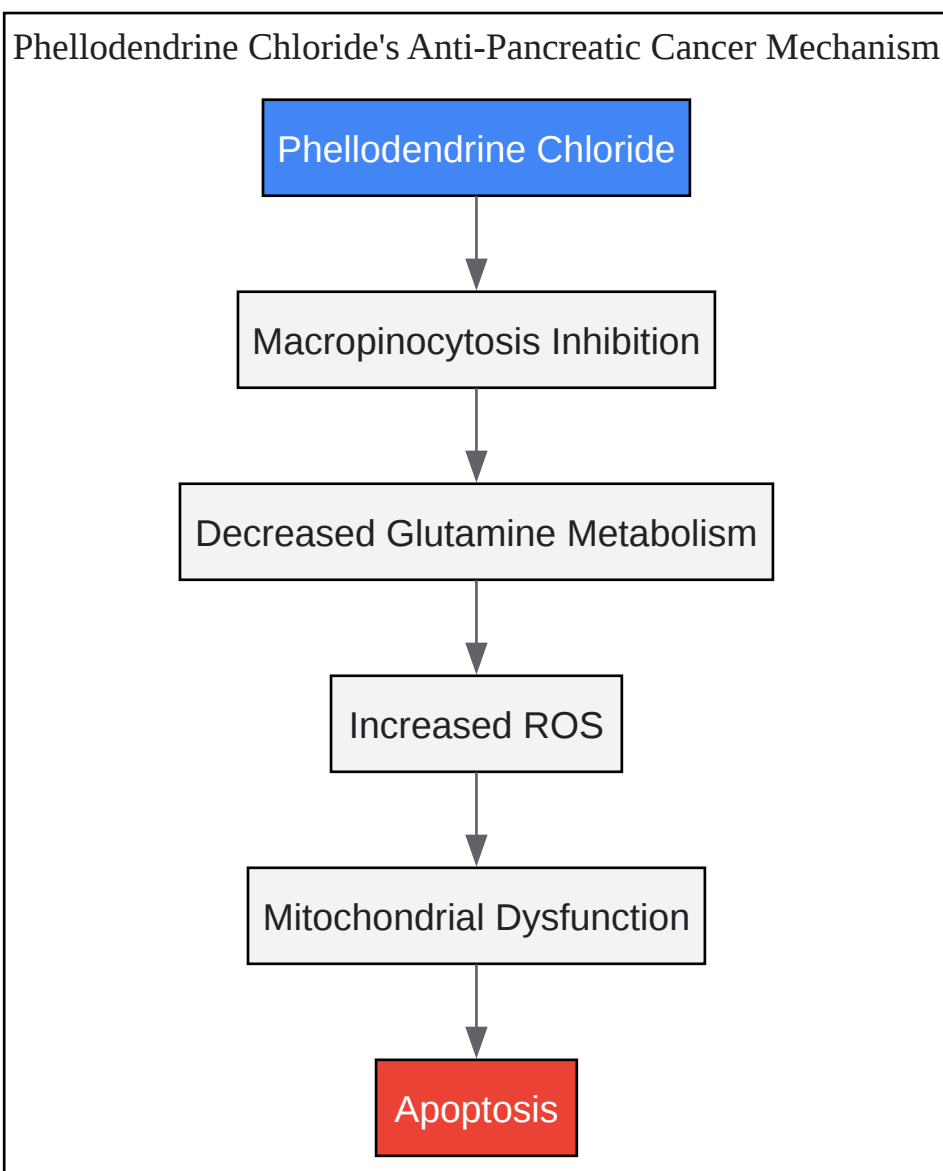 Phellodendrine Chloride's Anti-Pancreatic Cancer Mechanism
Phellodendrine Chloride
Macropinocytosis Inhibition
Decreased Glutamine Metabolism
Increased ROS
Mitochondrial Dysfunction
Apoptosis